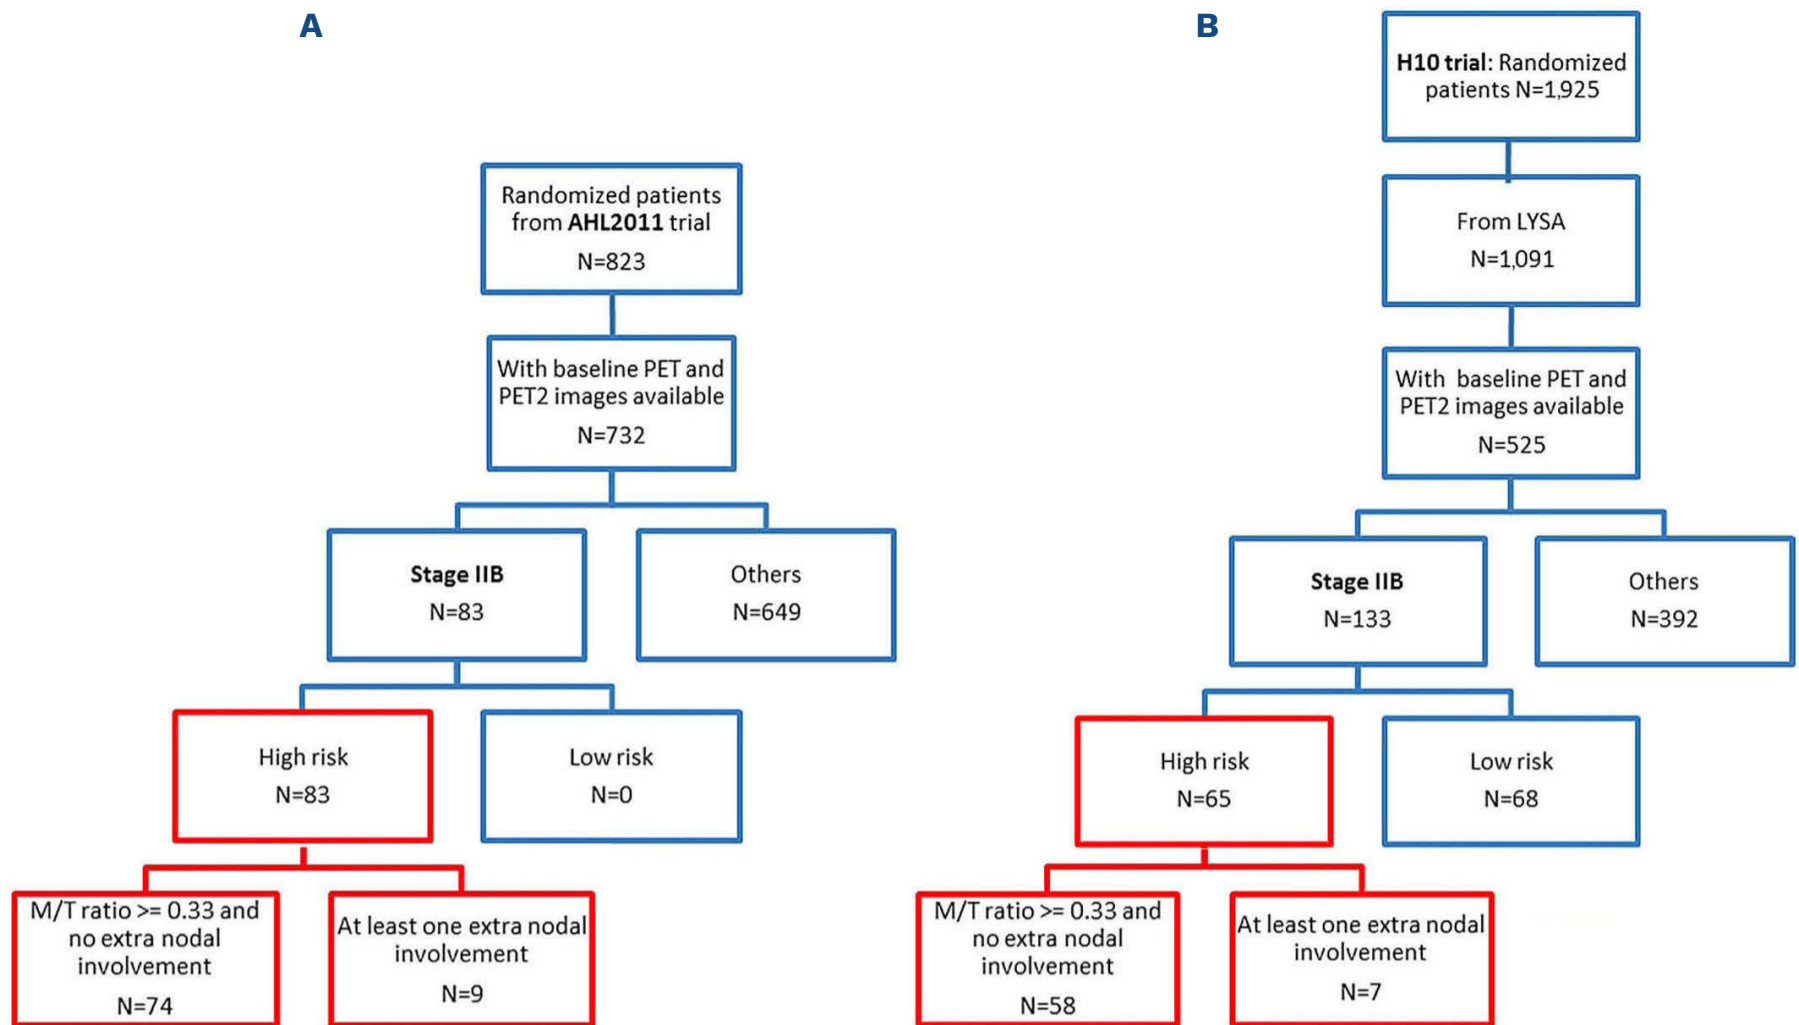 A
Randomized patients
from AHL2011 trial
N=823
With baseline PET and
PET2 images available
N=732
Stage IIB
N=83
Others
N=649
High risk
N=83
Low risk
N=0
M/T ratio >= 0.33 and
no extra nodal
involvement
N=74
At least one extra nodal
involvement
N=9
B
H10 trial: Randomized
patients N=1,925
From LYSA
N=1,091
With baseline PET and
PET2 images available
N=525
Stage IIB
N=133
Others
N=392
High risk
N=65
Low risk
N=68
M/T ratio >= 0.33 and
no extra nodal
involvement
N=58
At least one extra nodal
involvement
N=7